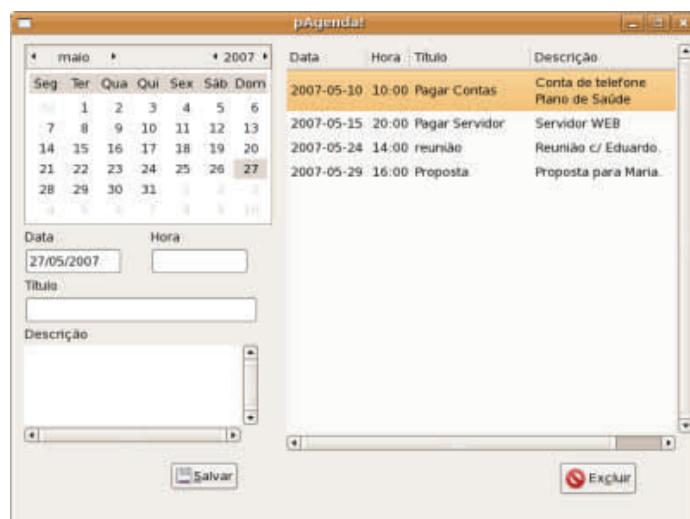 pAgenda!
maio 2007
Seg Ter Qua Qui Sex Sáb Dom
1 2 3 4 5 6
7 8 9 10 11 12 13
14 15 16 17 18 19 20
21 22 23 24 25 26 27
28 29 30 31
Data Hora
27/05/2007
Título
Descrição
Salvar
Data Hora Título Descrição
2007-05-10 10:00 Pagar Contas Conta de telefone
Plano de Saúde
2007-05-15 20:00 Pagar Servidor Servidor WEB
2007-05-24 14:00 reunião Reunião c/ Eduardo.
2007-05-29 16:00 Proposta Proposta para Maria.
Excluir